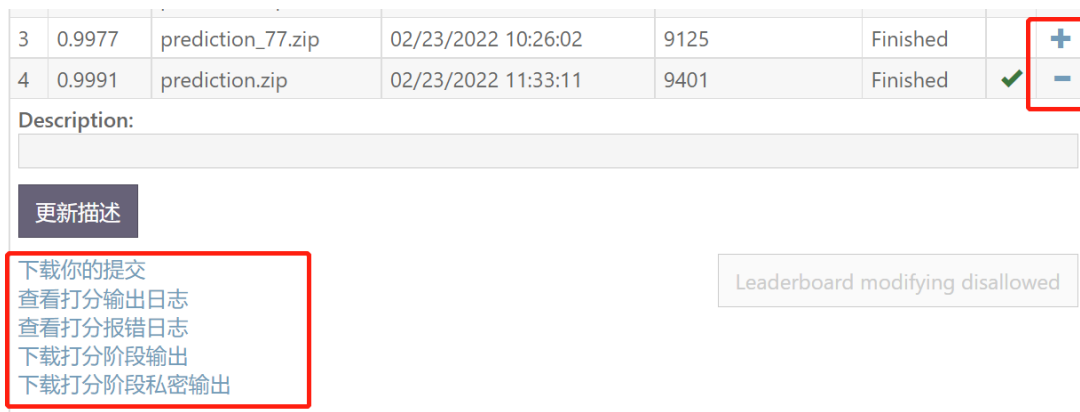 3 0.9977 prediction_77.zip 02/23/2022 10:26:02 9125 Finished +
4 0.9991 prediction.zip 02/23/2022 11:33:11 9401 Finished ✔ −
Description:
更新描述
下载你的提交
查看打分输出日志
Leaderboard modifying disallowed
查看打分报错日志
下载打分阶段输出
下载打分阶段私密输出